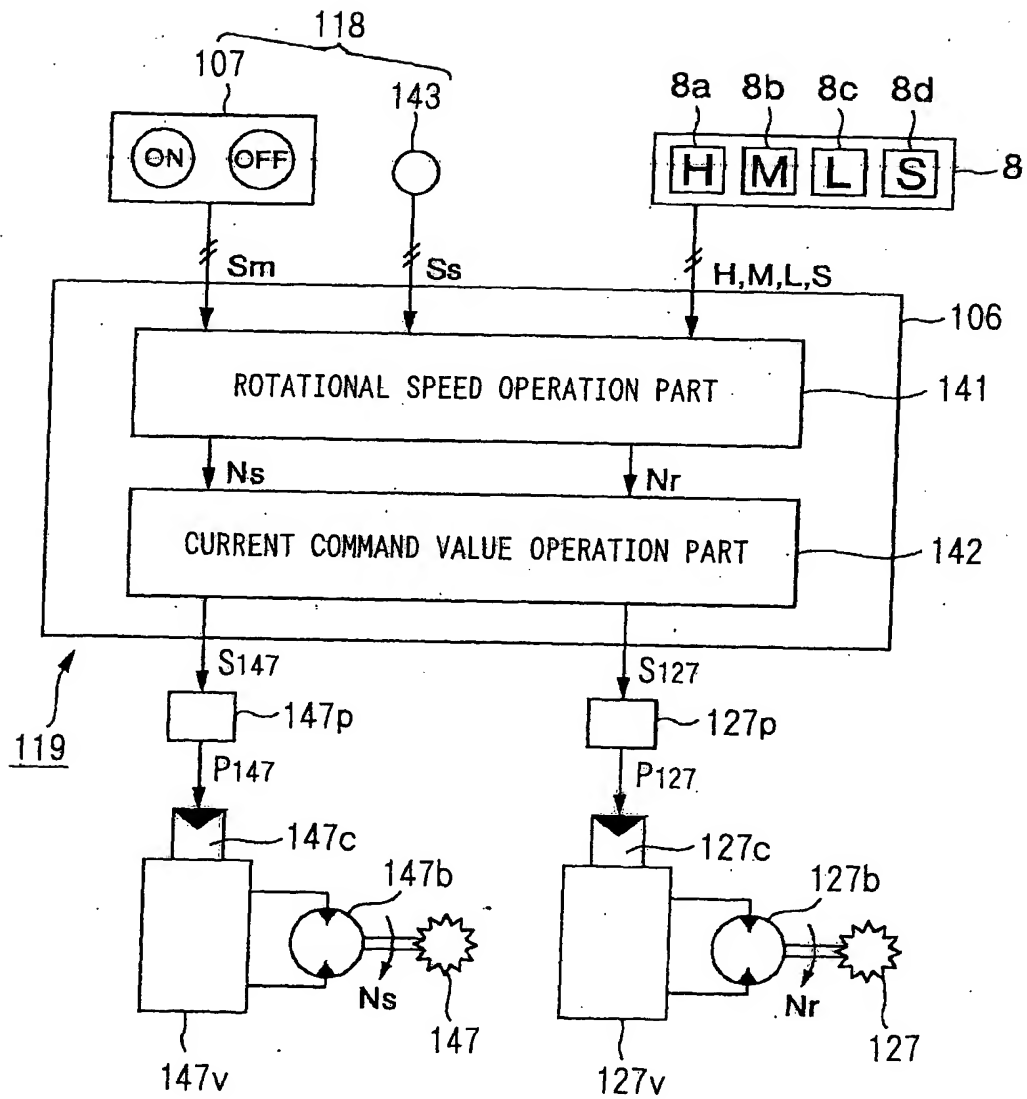 118
107
143
8a 8b 8c 8d
ON OFF
H M L S
8
Sm
Ss
H,M,L,S
106
ROTATIONAL SPEED OPERATION PART
141
Ns
Nr
CURRENT COMMAND VALUE OPERATION PART
142
S147
S127
147p
127p
119
P147
P127
147c
127c
147b
127b
Ns
Nr
147
127
147v
127v